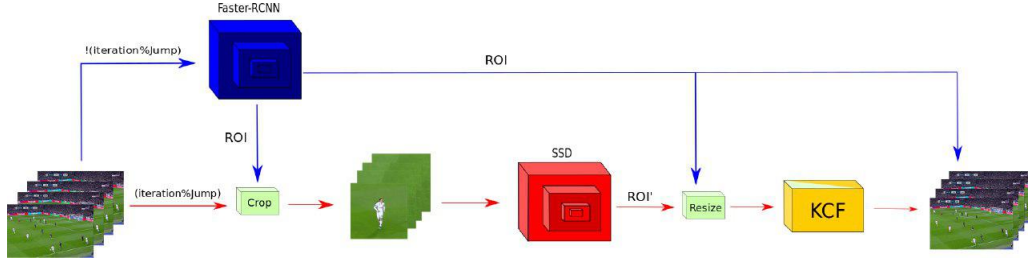 Faster-RCNN
!(iteration%Jump)
ROI
ROI
(iteration%Jump)
Crop
SSD
ROI'
Resize
KCF